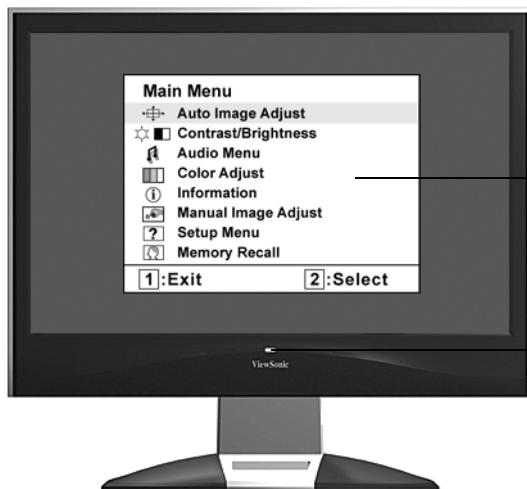 Main Menu
Auto Image Adjust
Contrast/Brightness
Audio Menu
Color Adjust
Information
Manual Image Adjust
Setup Menu
Memory Recall
1:Exit 2:Select
ViewSonic